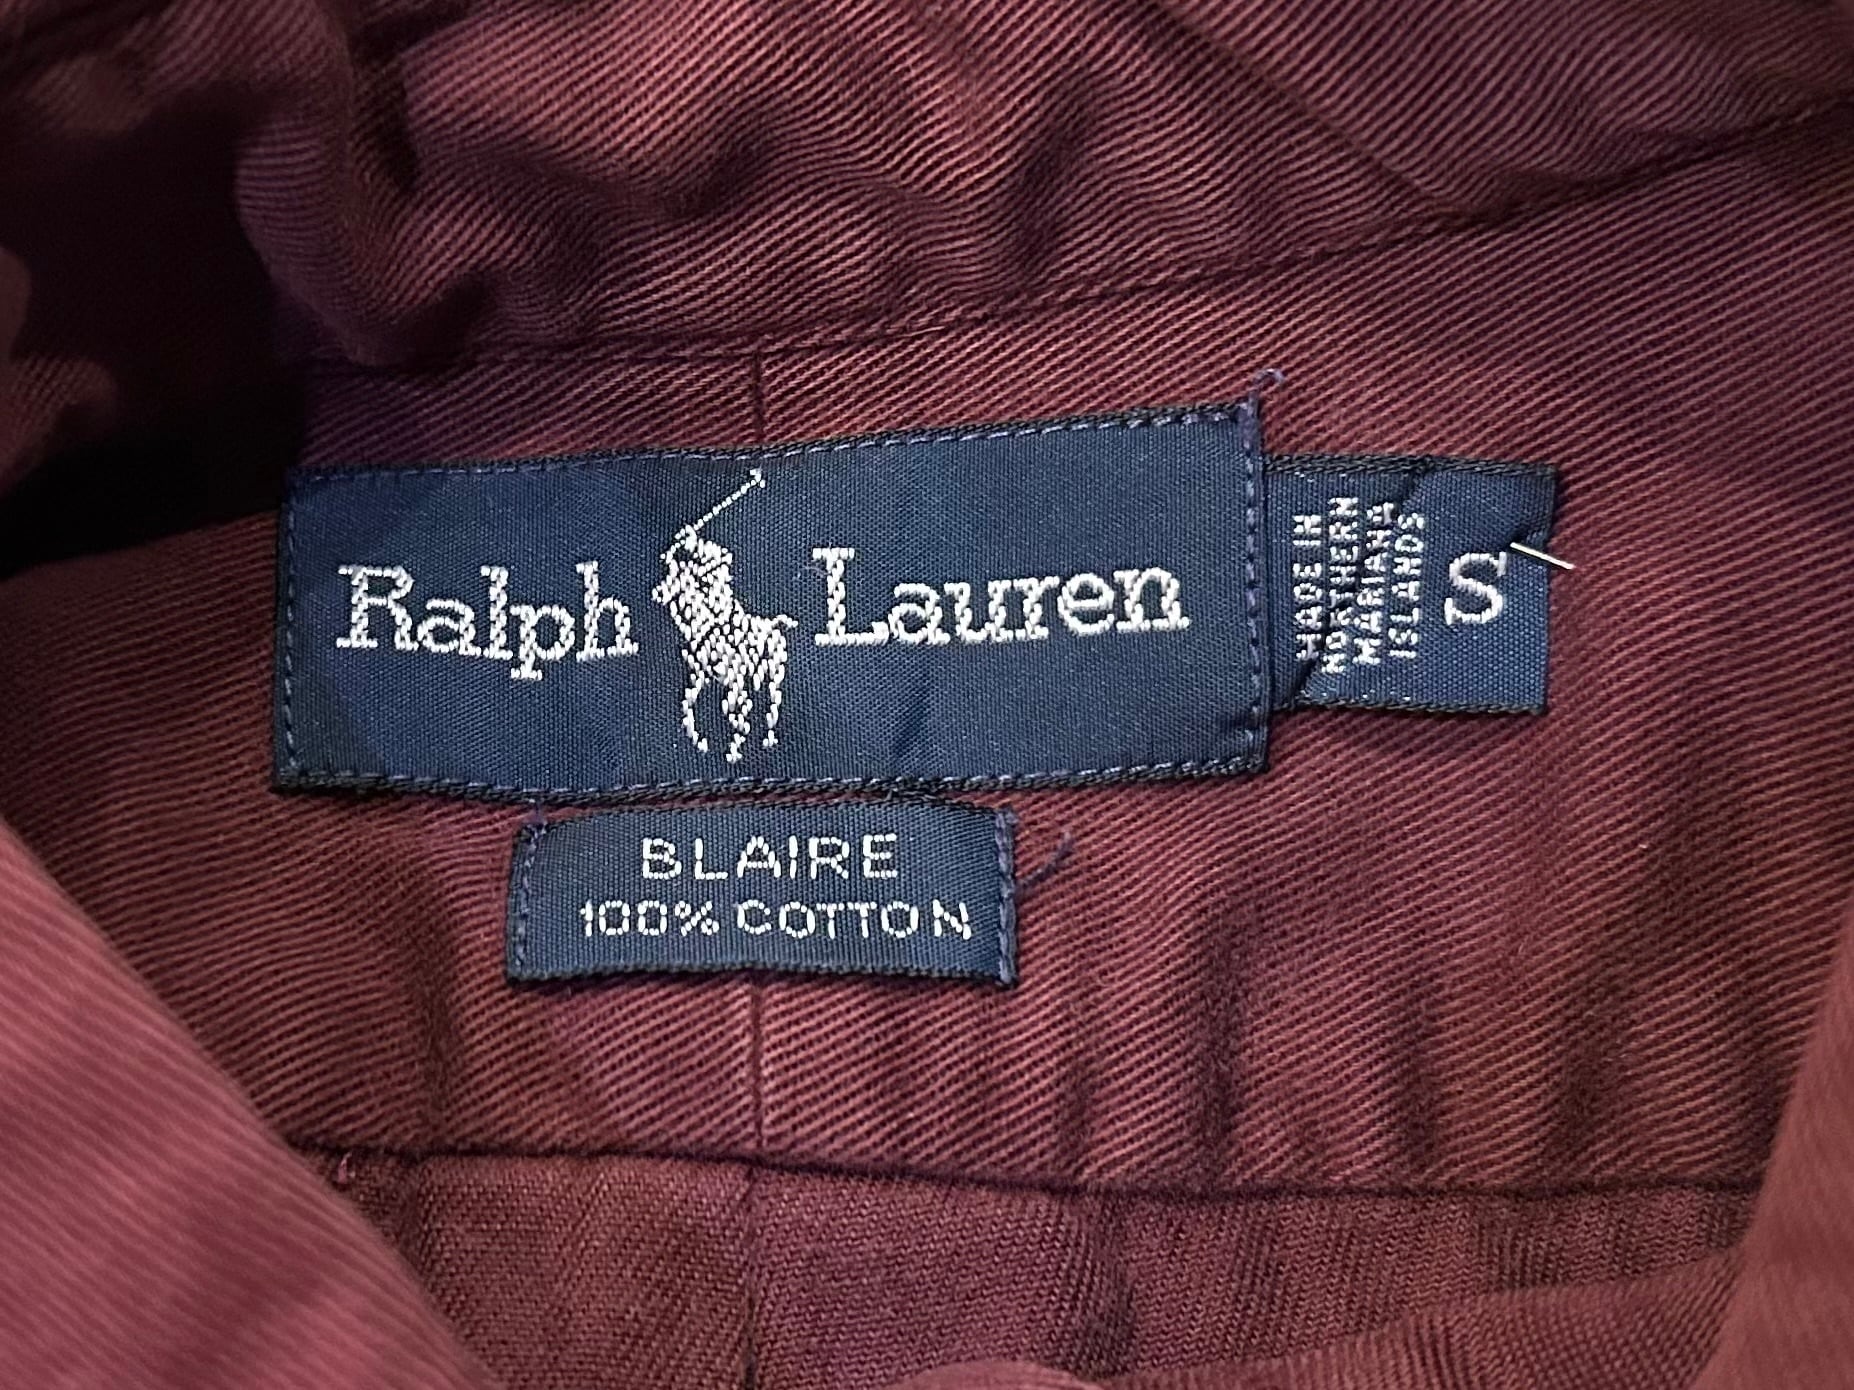 Ralph Lauren
MADE IN
NORTHERN
MARIANA
ISLANDS
S
BLAIRE
100% COTTON